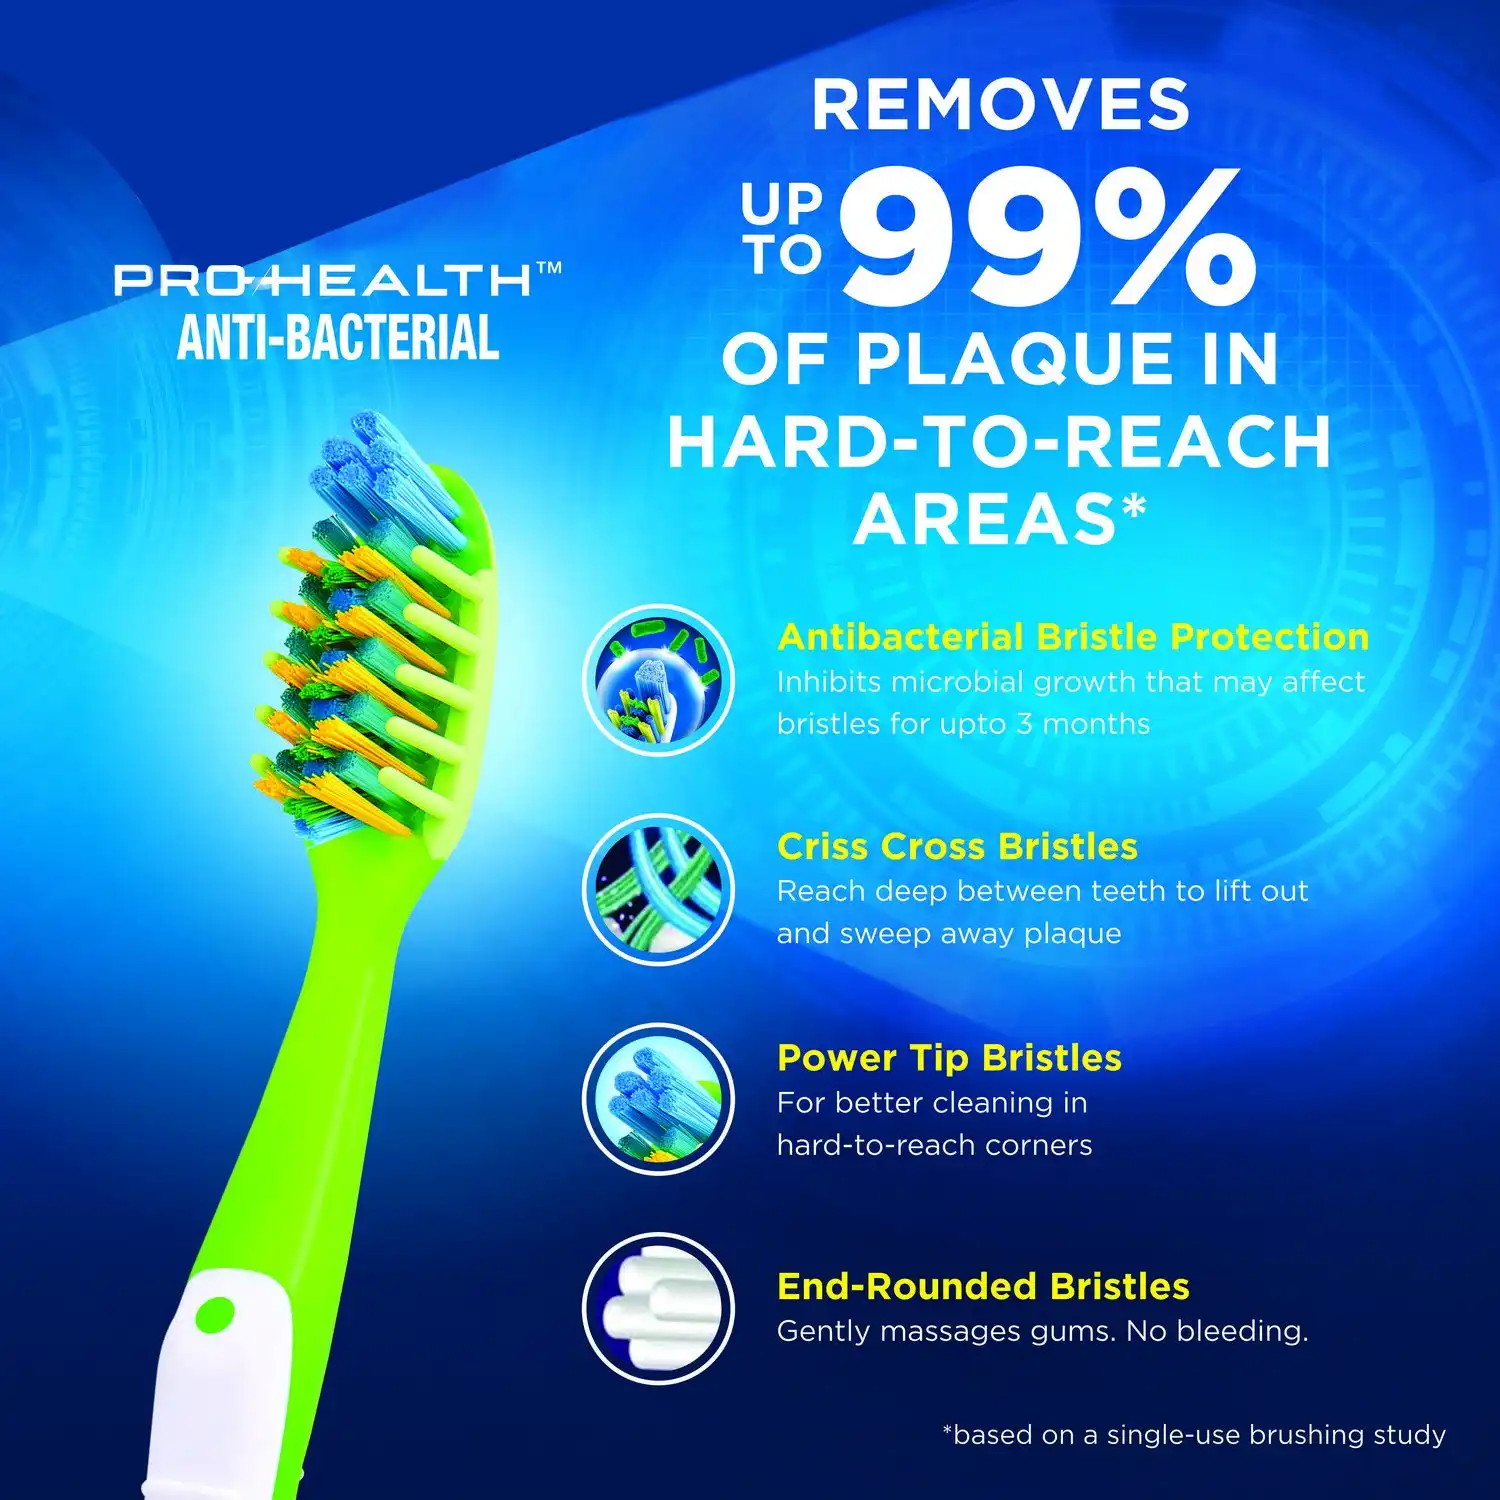 PRO-HEALTH™
ANTI-BACTERIAL
REMOVES
UP TO 99%
OF PLAQUE IN
HARD-TO-REACH
AREAS*
Antibacterial Bristle Protection
Inhibits microbial growth that may affect
bristles for upto 3 months
Criss Cross Bristles
Reach deep between teeth to lift out
and sweep away plaque
Power Tip Bristles
For better cleaning in
hard-to-reach corners
End-Rounded Bristles
Gently massages gums. No bleeding.
*based on a single-use brushing study